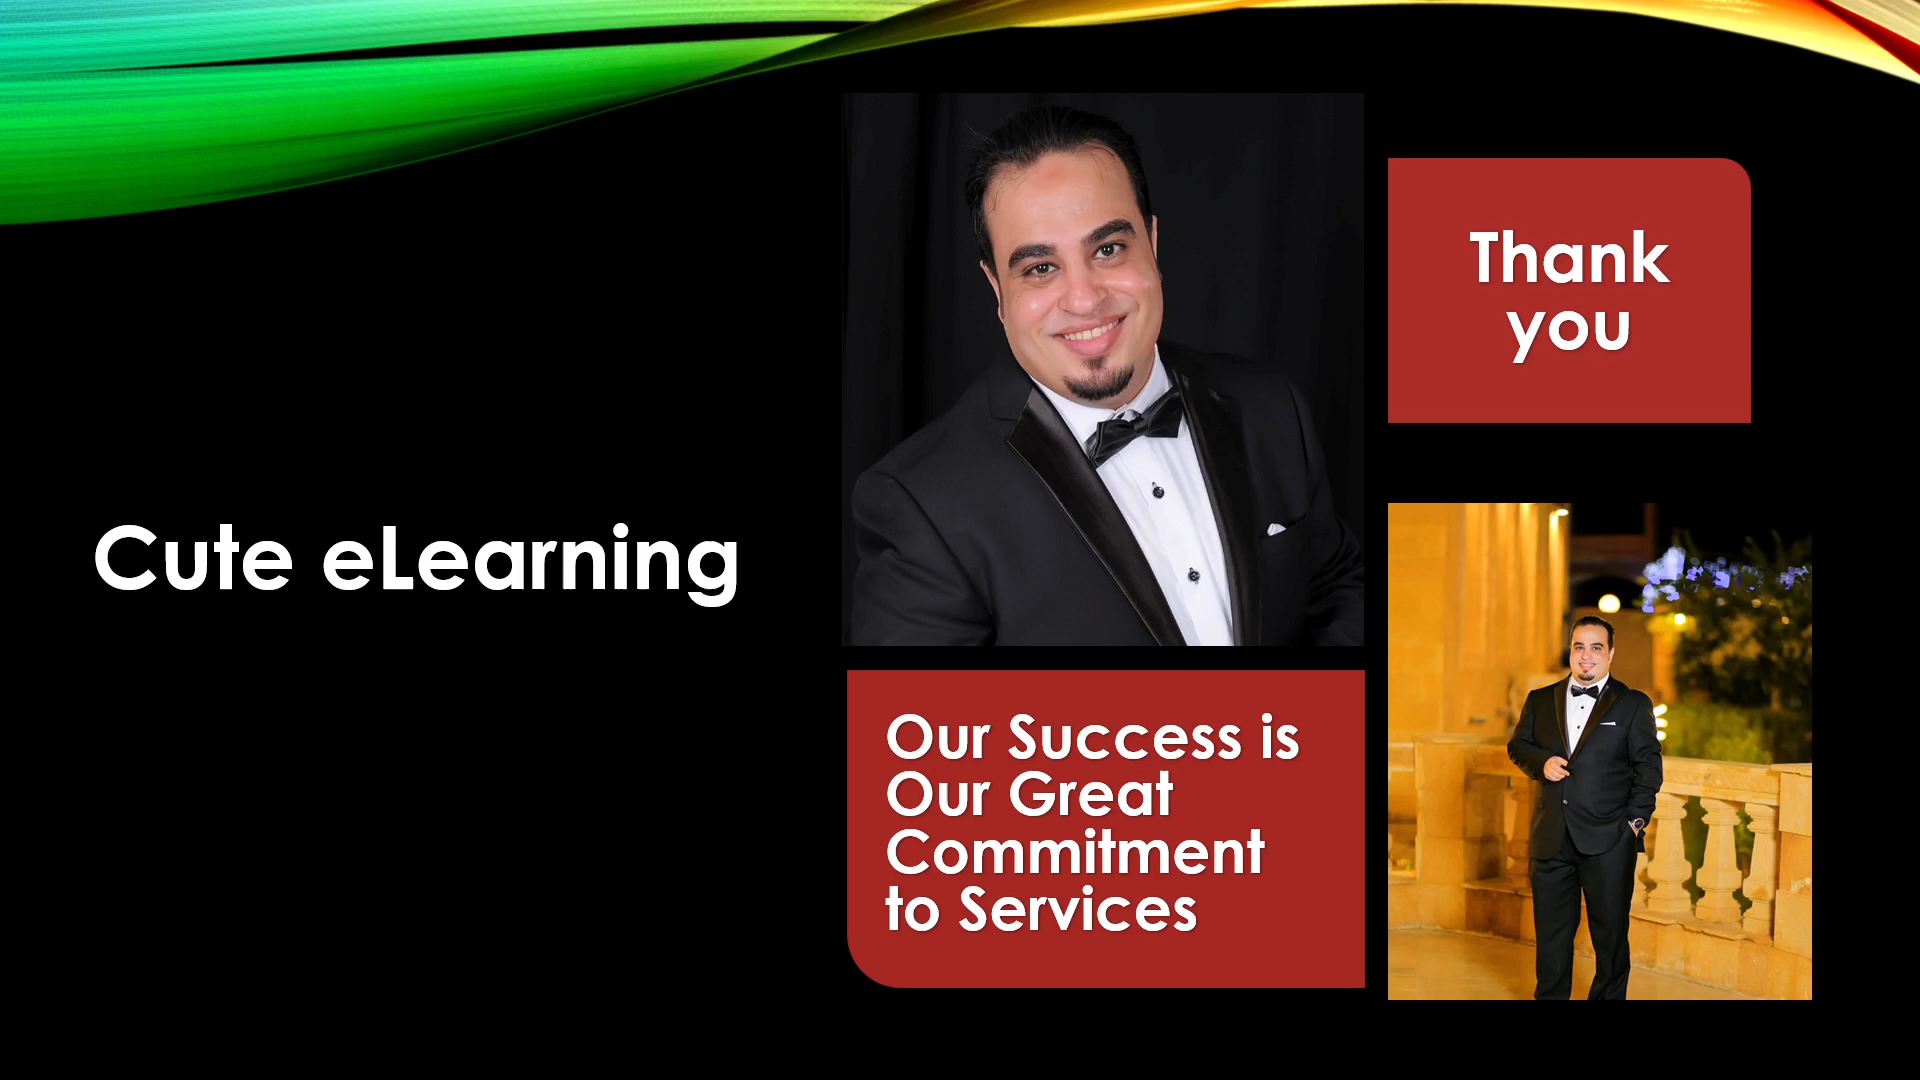 Cute eLearning
Thank
you
Our Success is
Our Great
Commitment
to Services